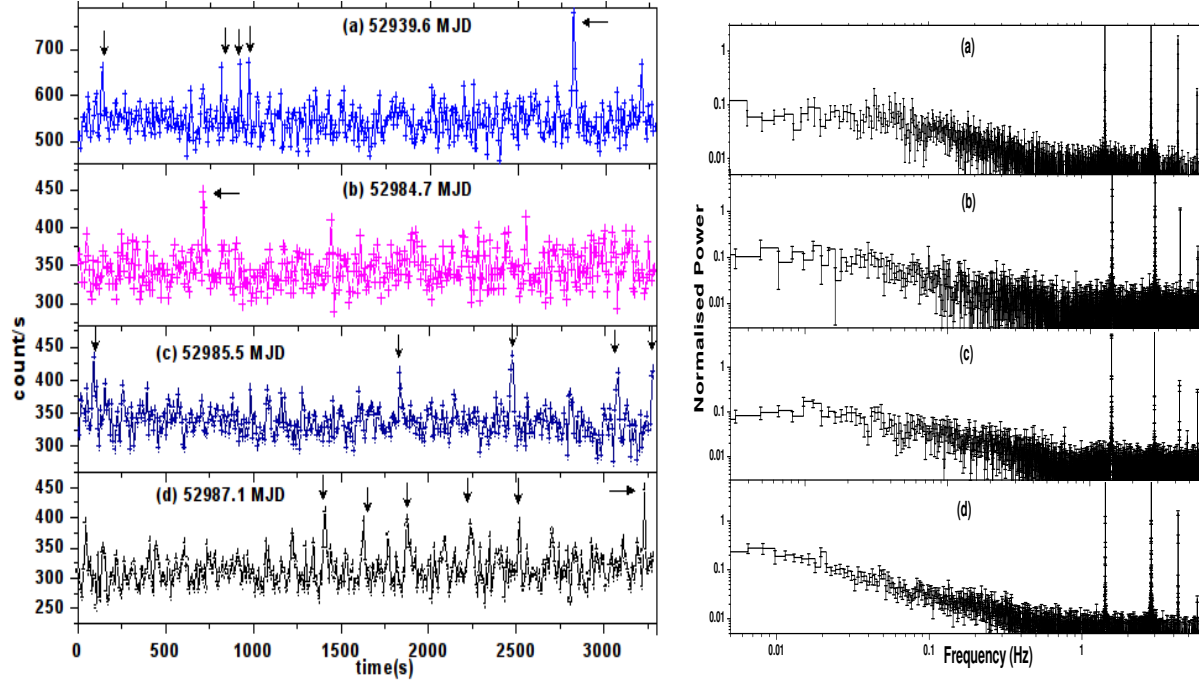 (a) 52939.6 MJD
700
600
500
(b) 52984.7 MJD
450
400
350
300
(c) 52985.5 MJD
450
400
350
300
(d) 52987.1 MJD
450
400
350
300
250
0 500 1000 1500 2000 2500 3000
time(s)
count/s
(a)
1
0.1
0.01
(b)
1
0.1
0.01
(c)
1
0.1
0.01
(d)
1
0.1
0.01
0.01 0.1 1
Frequency (Hz)
Normalised Power